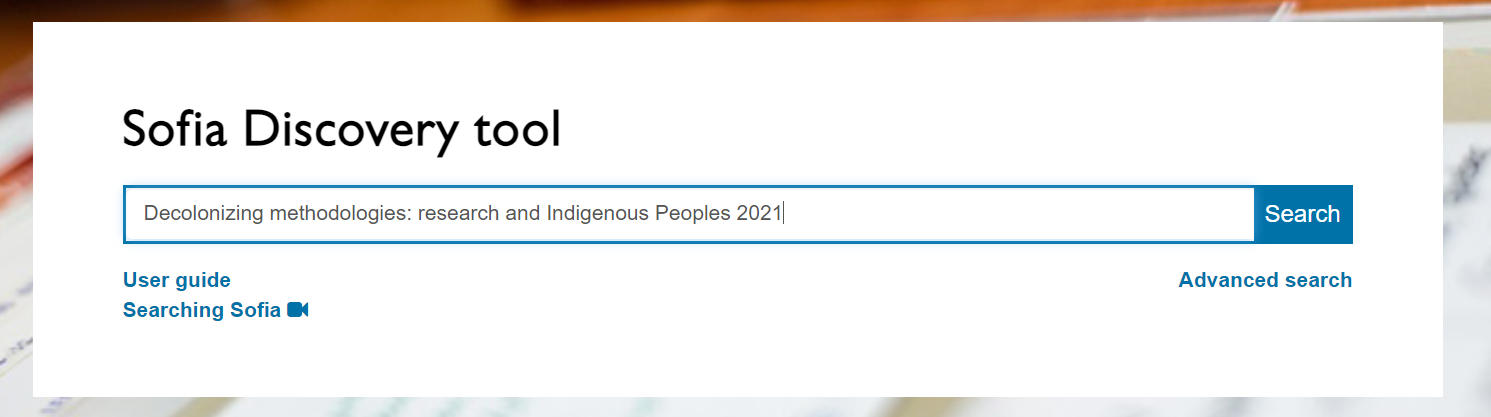 Sofia Discovery tool
Decolonizing methodologies: research and Indigenous Peoples 2021
Search
User guide
Advanced search
Searching Sofia